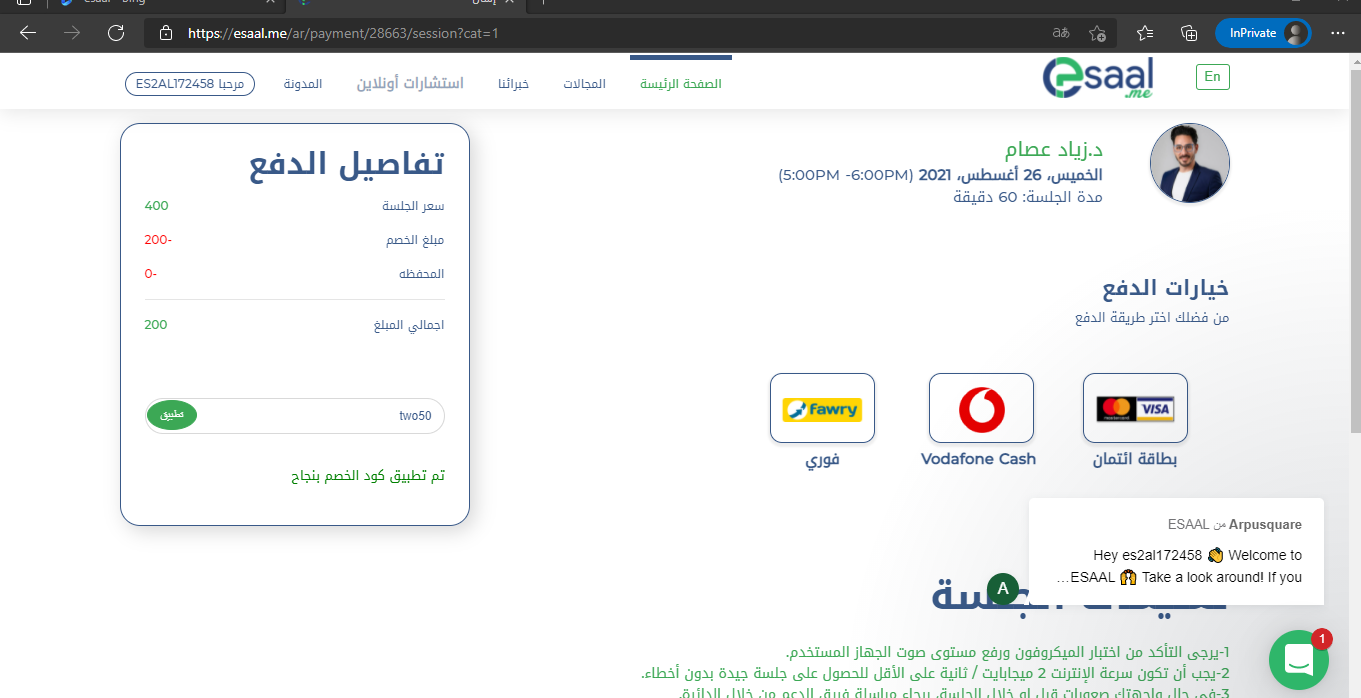 https://esaal.me/ar/payment/28663/session?cat=1
InPrivate
En
esaal
.me
الصفحة الرئيسة
المجالات
خبرائنا
استشارات أونلاين
المدونة
مرحبا ES2AL172458
د.زياد عصام
الخميس، 26 أغسطس، 2021 (5:00PM -6:00PM)
مدة الجلسة: 60 دقيقة
خيارات الدفع
من فضلك اختر طريقة الدفع
VISA
mastercard
بطاقة ائتمان
Vodafone Cash
fawry
فوري
تفاصيل الدفع
سعر الجلسة 400
مبلغ الخصم -200
المحفظه -0
اجمالي المبلغ 200
two50
تطبيق
تم تطبيق كود الخصم بنجاح
Arpusquare من ESAAL
Hey es2al172458 👏 Welcome to
ESAAL 🙌 Take a look around! If you…
A
1
1-يرجى التأكد من اختبار الميكروفون ورفع مستوى صوت الجهاز المستخدم.
2-يجب أن تكون سرعة الإنترنت 2 ميجابايت / ثانية على الأقل للحصول على جلسة جيدة بدون أخطاء.
3-في حال واجهتك صعوبات قبل او خلال الجلسة، يرجاء مراسلة فريق الدعم من خلال الدائرة.